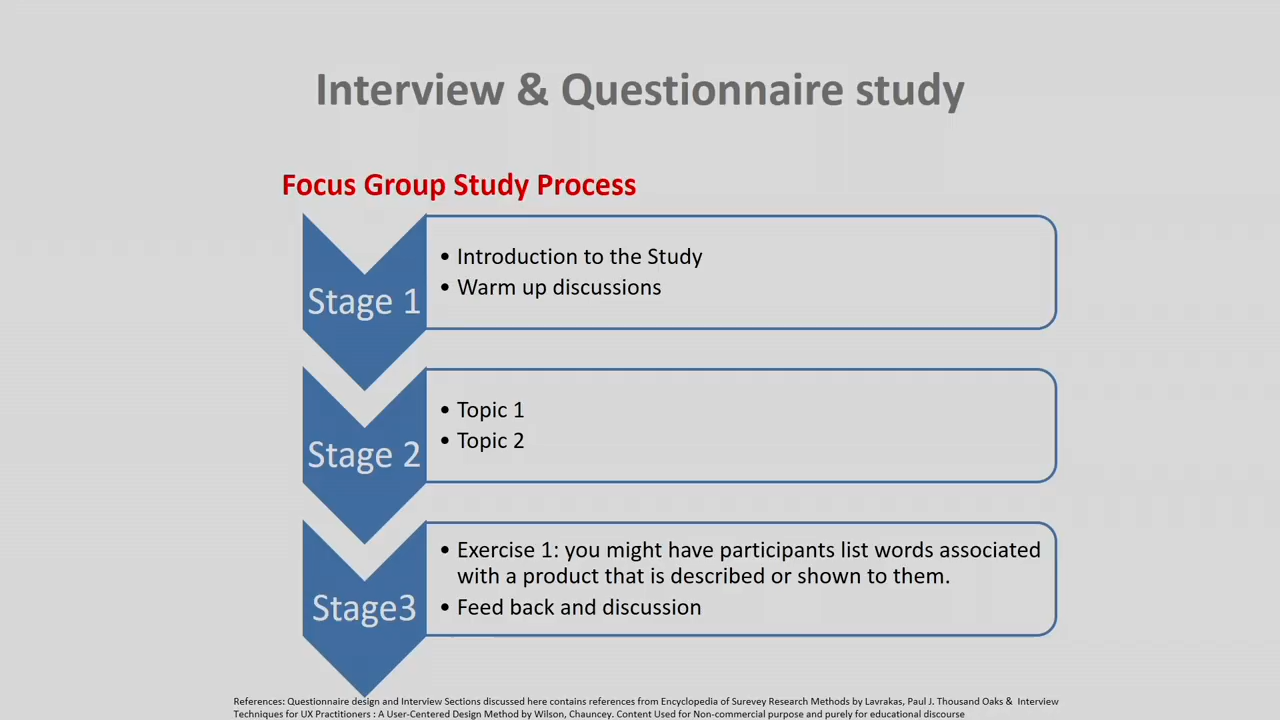 Interview & Questionnaire study
Focus Group Study Process
Stage 1
• Introduction to the Study
• Warm up discussions
Stage 2
• Topic 1
• Topic 2
Stage3
• Exercise 1: you might have participants list words associated
with a product that is described or shown to them.
• Feed back and discussion
References: Questionnaire design and Interview Sections discussed here contains references from Encyclopedia of Surevey Research Methods by Lavrakas, Paul J. Thousand Oaks & Interview
Techniques for UX Practitioners : A User-Centered Design Method by Wilson, Chauncey. Content Used for Non-commercial purpose and purely for educational discourse